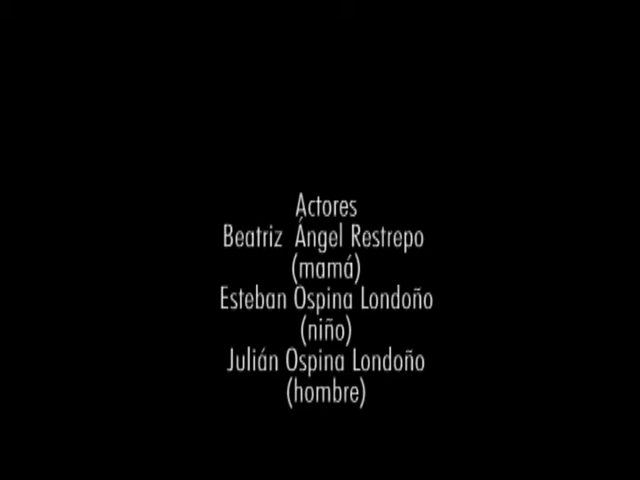 Actores
Beatriz Ángel Restrepo
(mamá)
Esteban Ospina Londoño
(niño)
Julián Ospina Londoño
(hombre)